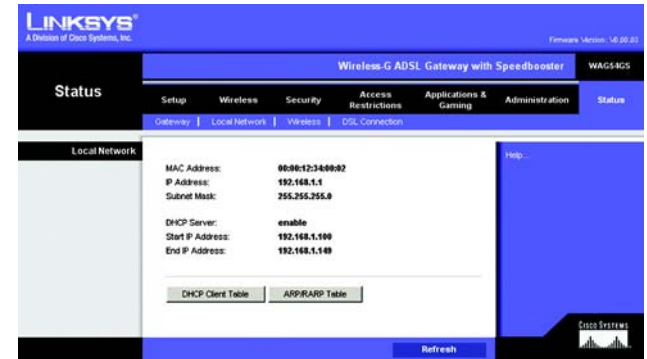 LINKSYS®
A Division of Cisco Systems, Inc.
Firmware Version: V0.00.03
Wireless-G ADSL Gateway with Speedbooster WAG54GS
Status
Setup Wireless Security Access Restrictions Applications & Gaming Administration Status
Gateway | Local Network | Wireless | DSL Connection
Local Network
Help...
MAC Address: 00:00:12:34:00:02
IP Address: 192.168.1.1
Subnet Mask: 255.255.255.0
DHCP Server: enable
Start IP Address: 192.168.1.100
End IP Address: 192.168.1.149
DHCP Client Table ARP/RARP Table
CISCO SYSTEMS
Refresh